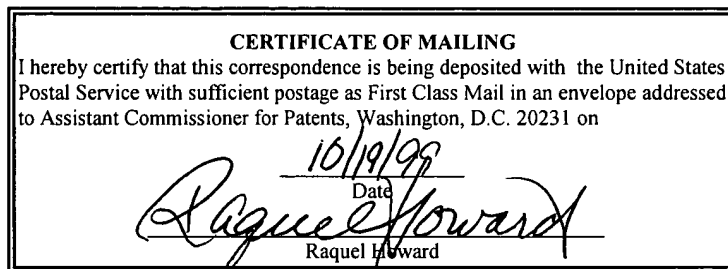 CERTIFICATE OF MAILING
I hereby certify that this correspondence is being deposited with the United States
Postal Service with sufficient postage as First Class Mail in an envelope addressed
to Assistant Commissioner for Patents, Washington, D.C. 20231 on
10/19/99
Date
Raquel Howard
Raquel Howard